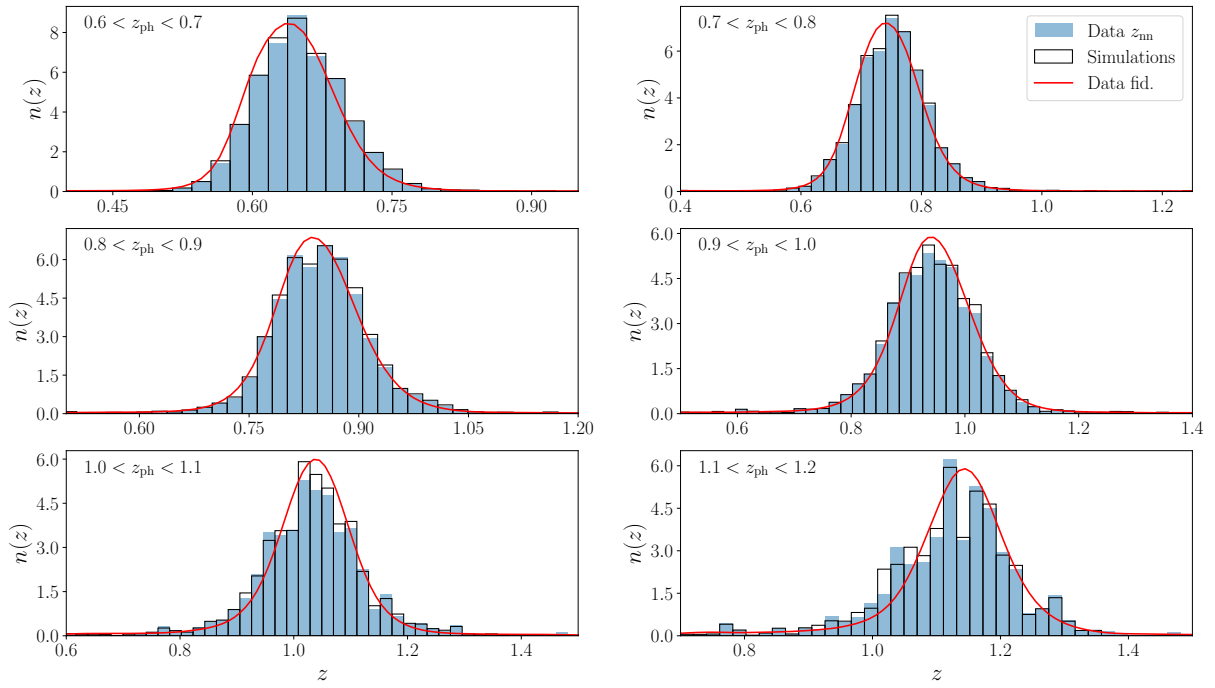 0.6 < z_ph < 0.7
n(z)
8
6
4
2
0
0.45 0.60 0.75 0.90
0.7 < z_ph < 0.8
Data z_nn
Simulations
Data fid.
n(z)
6
4
2
0
0.4 0.6 0.8 1.0 1.2
0.8 < z_ph < 0.9
n(z)
6.0
4.5
3.0
1.5
0.0
0.60 0.75 0.90 1.05 1.20
0.9 < z_ph < 1.0
n(z)
6.0
4.5
3.0
1.5
0.0
0.6 0.8 1.0 1.2 1.4
1.0 < z_ph < 1.1
n(z)
6.0
4.5
3.0
1.5
0.0
0.6 0.8 1.0 1.2 1.4
z
1.1 < z_ph < 1.2
n(z)
6.0
4.5
3.0
1.5
0.0
0.8 1.0 1.2 1.4
z